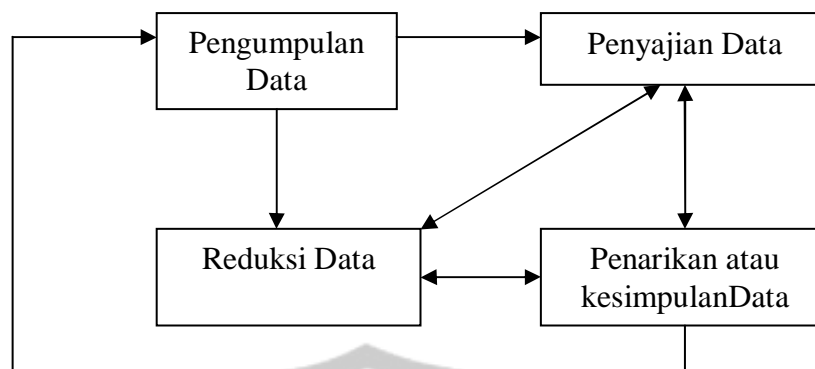 Pengumpulan
Data
Penyajian Data
Reduksi Data
Penarikan atau
kesimpulanData